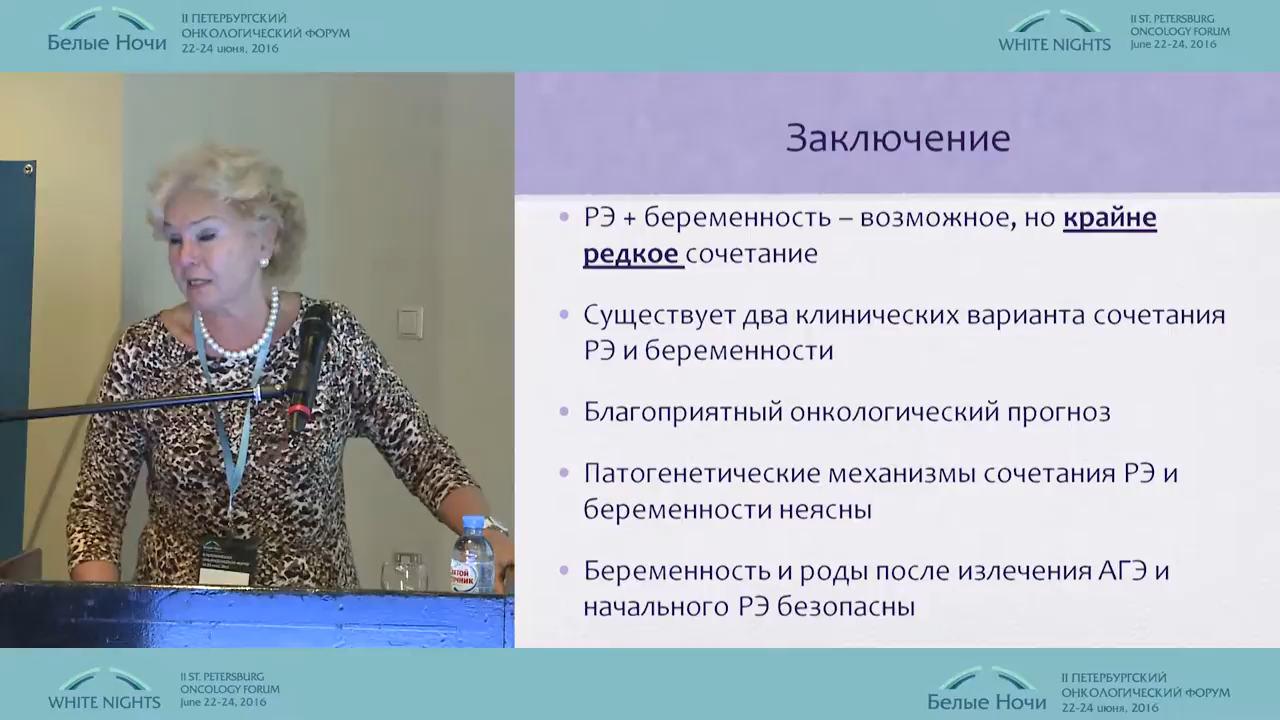 Белые Ночи
II ПЕТЕРБУРГСКИЙ
ОНКОЛОГИЧЕСКИЙ ФОРУМ
22-24 июня, 2016
WHITE NIGHTS
II ST. PETERSBURG
ONCOLOGY FORUM
June 22-24, 2016
Заключение
• РЭ + беременность – возможное, но крайне
редкое сочетание
• Существует два клинических варианта сочетания
РЭ и беременности
• Благоприятный онкологический прогноз
• Патогенетические механизмы сочетания РЭ и
беременности неясны
• Беременность и роды после излечения АГЭ и
начального РЭ безопасны
WHITE NIGHTS
II ST. PETERSBURG
ONCOLOGY FORUM
June 22-24, 2016
Белые Ночи
II ПЕТЕРБУРГСКИЙ
ОНКОЛОГИЧЕСКИЙ ФОРУМ
22-24 июня, 2016